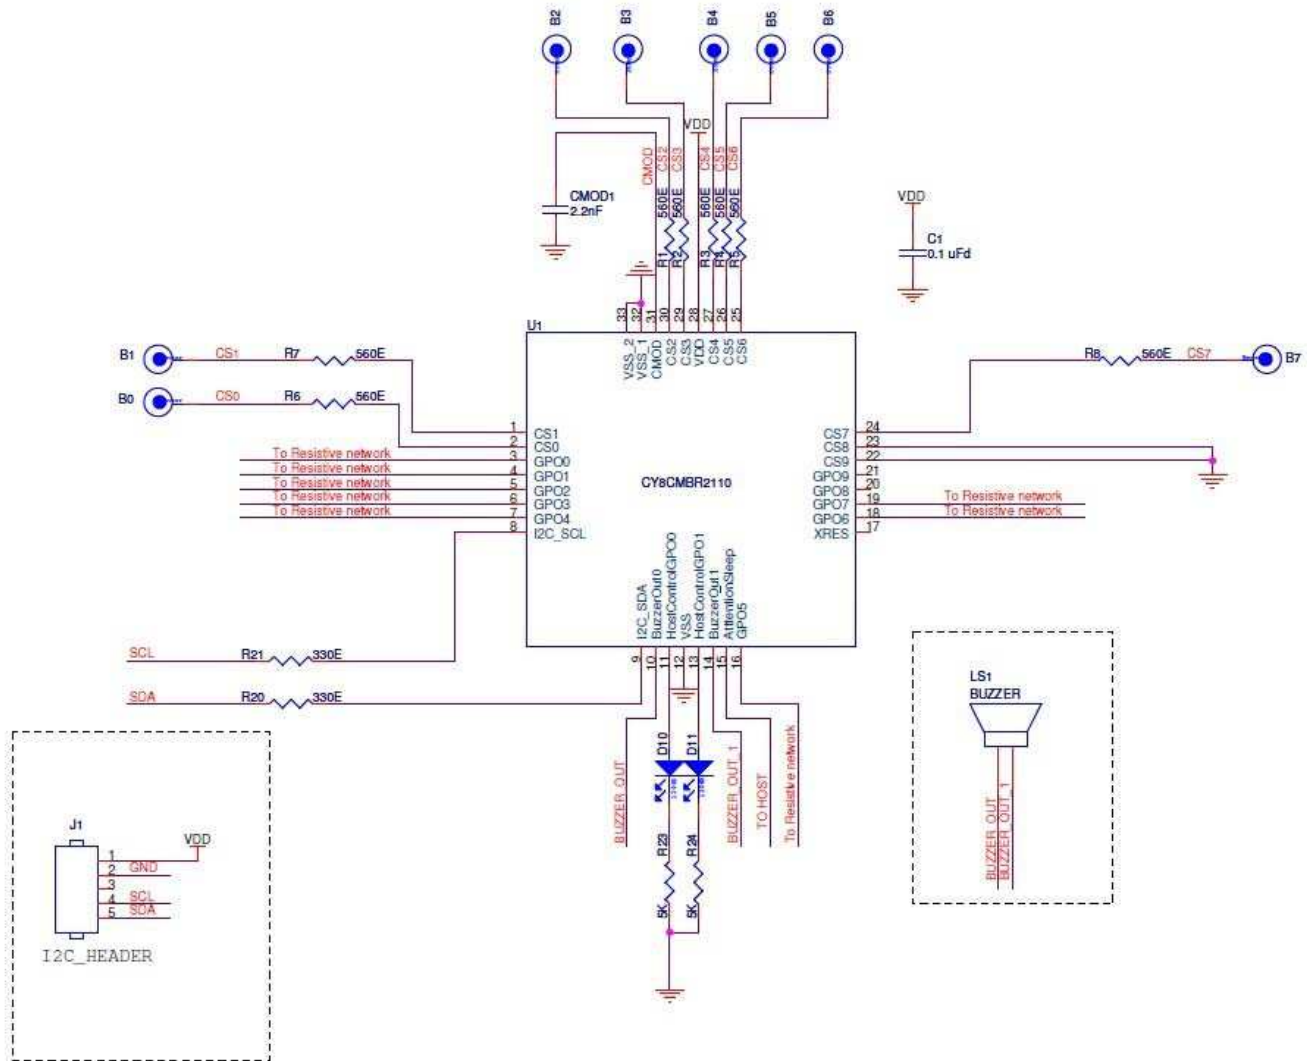 B2
B3
B4
B5
B6
VDD
CMOD
CS2
CS3
CS4
CS5
CS6
CMOD1
2.2nF
560E
560E
560E
560E
560E
R1
R2
R3
R4
R5
VDD
C1
0.1 uFd
U1
33
32
31
30
29
28
27
26
25
VSS_2
VSS_1
CMOD
CS2
CS3
VDD
CS4
CS5
CS6
B1 CS1 R7 560E
B0 CS0 R6 560E
R8 560E CS7 B7
1 CS1
2 CS0
3 GPO0
4 GPO1
5 GPO2
6 GPO3
7 GPO4
8 I2C_SCL
To Resistive network
To Resistive network
To Resistive network
To Resistive network
To Resistive network
CY8CMBR2110
CS7 24
CS8 23
CS9 22
GPO9 21
GPO8 20
GPO7 19
GPO6 18
XRES 17
To Resistive network
To Resistive network
I2C_SDA
BuzzerOut0
HostControlGPO0
VSS
HostControlGPO1
BuzzerOut1
AttentionSleep
GPO5
9
10
11
12
13
14
15
16
SCL R21 330E
SDA R20 330E
BUZZER_OUT
D10
D11
BUZZER_OUT_1
TO HOST
To Resistive network
R23
R24
5K
5K
LS1
BUZZER
BUZZER_OUT
BUZZER_OUT_1
J1
VDD
1
2 GND
3
4 SCL
5 SDA
I2C_HEADER